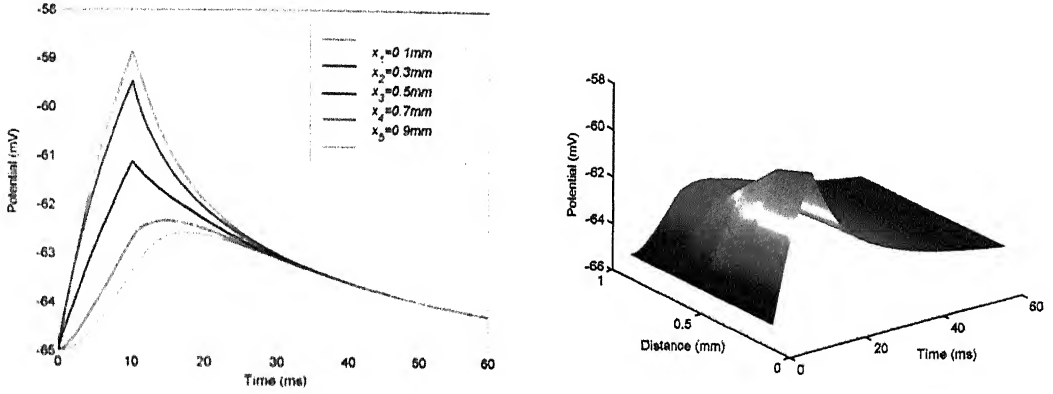 -58
-59
-60
-61
-62
-63
-64
-65
0
10
20
30
40
50
60
Time (ms)
Potential (mV)
x1=0.1mm
x2=0.3mm
x3=0.5mm
x4=0.7mm
x5=0.9mm
-58
-60
-62
-64
-66
Potential (mV)
1
0.5
0
Distance (mm)
0
20
40
60
Time (ms)